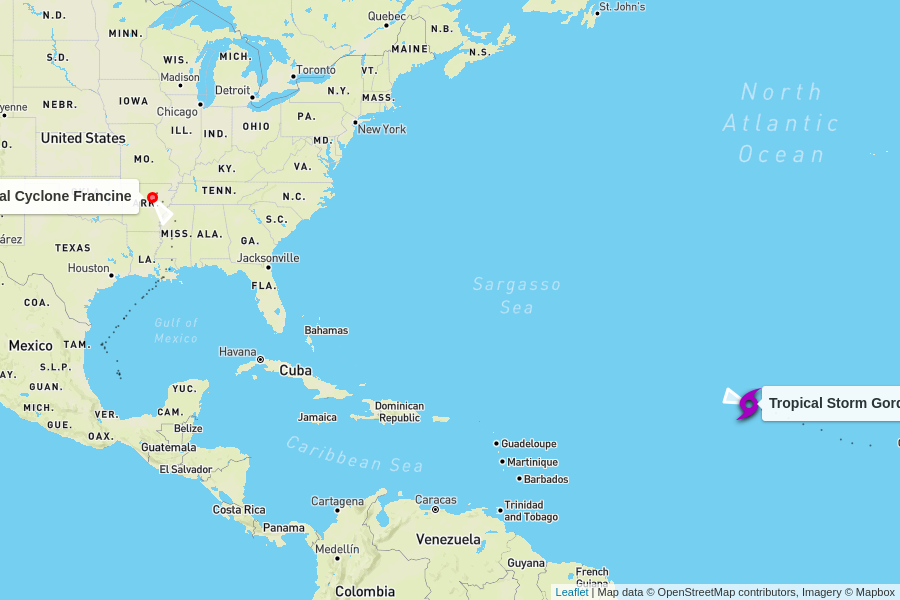 St. John's
N.D.
Quebec
MINN.
N.B.
MAINE
N.S.
S.D.
WIS.
MICH.
Toronto
VT.
Madison
Detroit
N.Y.
MASS.
North
Atlantic
Ocean
yenne
NEBR.
IOWA
Chicago
PA.
ILL.
IND.
OHIO
New York
O.
United States
MD.
MO.
KY.
VA.
al Cyclone Francine
ARK.
TENN.
N.C.
S.C.
MISS.
ALA.
GA.
árez
TEXAS
LA.
Jacksonville
Houston
FLA.
Sargasso
Sea
COA.
Gulf of
Mexico
Bahamas
Mexico
TAM.
Havana
Cuba
S.L.P.
AY.
GUAN.
YUC.
Tropical Storm Gord
MICH.
VER.
CAM.
Jamaica
Dominican
Republic
GUE.
OAX.
Belize
Guatemala
Caribbean Sea
Guadeloupe
El Salvador
Martinique
Barbados
Costa Rica
Cartagena
Caracas
Trinidad
and Tobago
Panama
Venezuela
Medellín
Guyana
French
Guiana
Colombia
Leaflet | Map data © OpenStreetMap contributors, Imagery © Mapbox